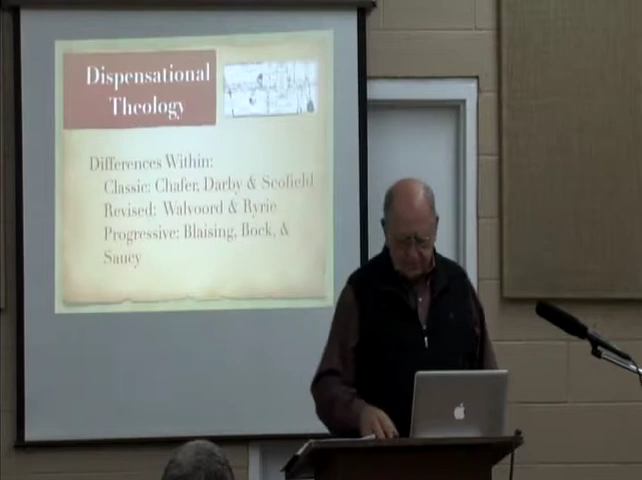 Dispensational
Theology
Differences Within:
Classic: Chafer, Darby & Scofield
Revised: Walvoord & Ryrie
Progressive: Blaising, Bock, &
Saucy